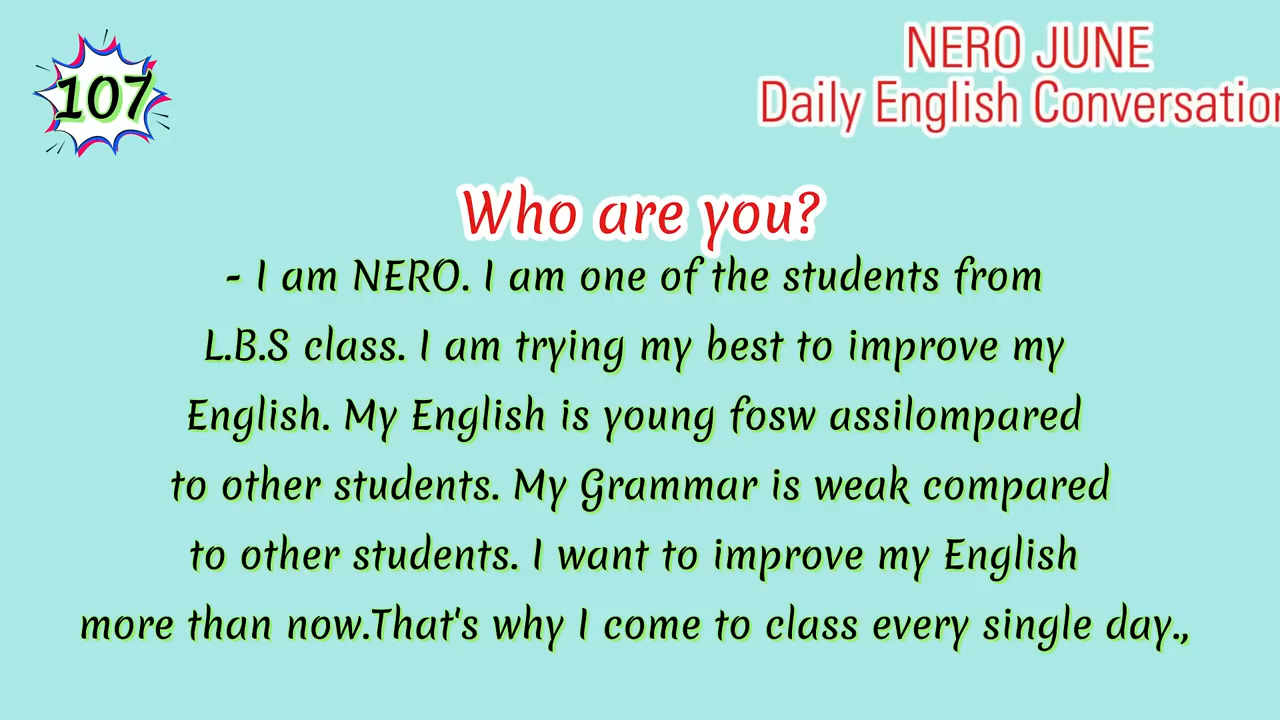 107
NERO JUNE
Daily English Conversation
Who are you?
- I am NERO. I am one of the students from
L.B.S class. I am trying my best to improve my
English. My English is young fosw assilompared
to other students. My Grammar is weak compared
to other students. I want to improve my English
more than now.That's why I come to class every single day.,